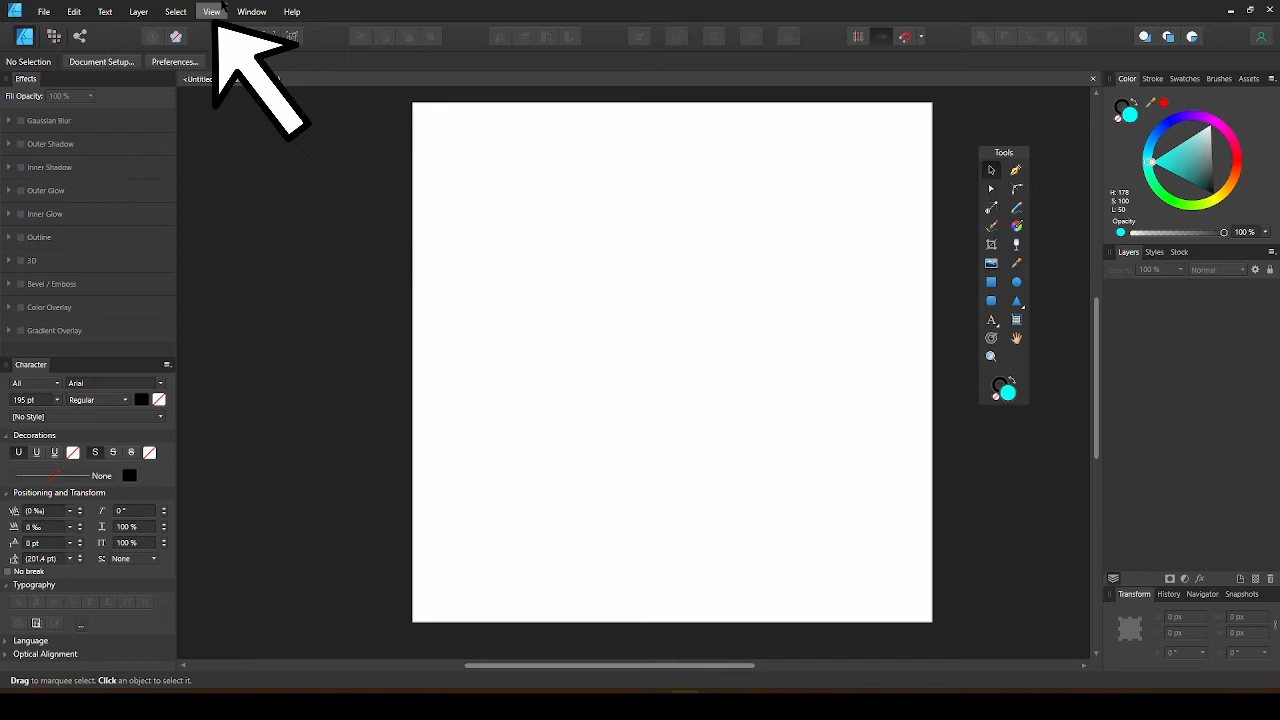 File Edit Text Layer Select View Window Help
No Selection Document Setup... Preferences...
Effects
Color Stroke Swatches Brushes Assets
Fill Opacity: 100 %
Gaussian Blur
Outer Shadow
Inner Shadow
Outer Glow
Inner Glow
Outline
3D
Bevel / Emboss
Color Overlay
Gradient Overlay
Tools
A
H: 178
S: 100
L: 50
Opacity
100 %
Layers Styles Stock
Opacity: 100 % Normal
Character
All Arial
195 pt Regular
[No Style]
Decorations
U U U S S S
None
Positioning and Transform
(0 ‰) 0 °
0 ‰ 100 %
0 pt 100 %
(201.4 pt) None
No break
Typography
...
Language
Optical Alignment
Transform History Navigator Snapshots
X: 0 px W: 0 px
Y: 0 px H: 0 px
R: 0 ° S: 0 °
Drag to marquee select. Click an object to select it.